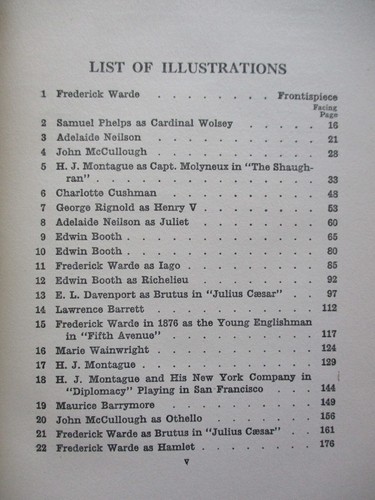 LIST OF ILLUSTRATIONS
1 Frederick Warde . . . . . . . . Frontispiece
Facing
Page
2 Samuel Phelps as Cardinal Wolsey . . . . . . 16
3 Adelaide Neilson . . . . . . . . . . . . 21
4 John McCullough . . . . . . . . . . . . 28
5 H. J. Montague as Capt. Molyneux in "The Shaugh-
ran" . . . . . . . . . . . . . . . 33
6 Charlotte Cushman . . . . . . . . . . . 48
7 George Rignold as Henry V . . . . . . . . 53
8 Adelaide Neilson as Juliet . . . . . . . . . 60
9 Edwin Booth . . . . . . . . . . . . . 65
10 Edwin Booth . . . . . . . . . . . . . 80
11 Frederick Warde as Iago . . . . . . . . . 85
12 Edwin Booth as Richelieu . . . . . . . . . 92
13 E. L. Davenport as Brutus in "Julius Cæsar" . . 97
14 Lawrence Barrett . . . . . . . . . . . . 112
15 Frederick Warde in 1876 as the Young Englishman
in "Fifth Avenue" . . . . . . . . . . . 117
16 Marie Wainwright . . . . . . . . . . . . 124
17 H. J. Montague . . . . . . . . . . . . 129
18 H. J. Montague and His New York Company in
"Diplomacy" Playing in San Francisco . . . . 144
19 Maurice Barrymore . . . . . . . . . . . 149
20 John McCullough as Othello . . . . . . . . 156
21 Frederick Warde as Brutus in "Julius Cæsar" . . 161
22 Frederick Warde as Hamlet . . . . . . . . 176
v